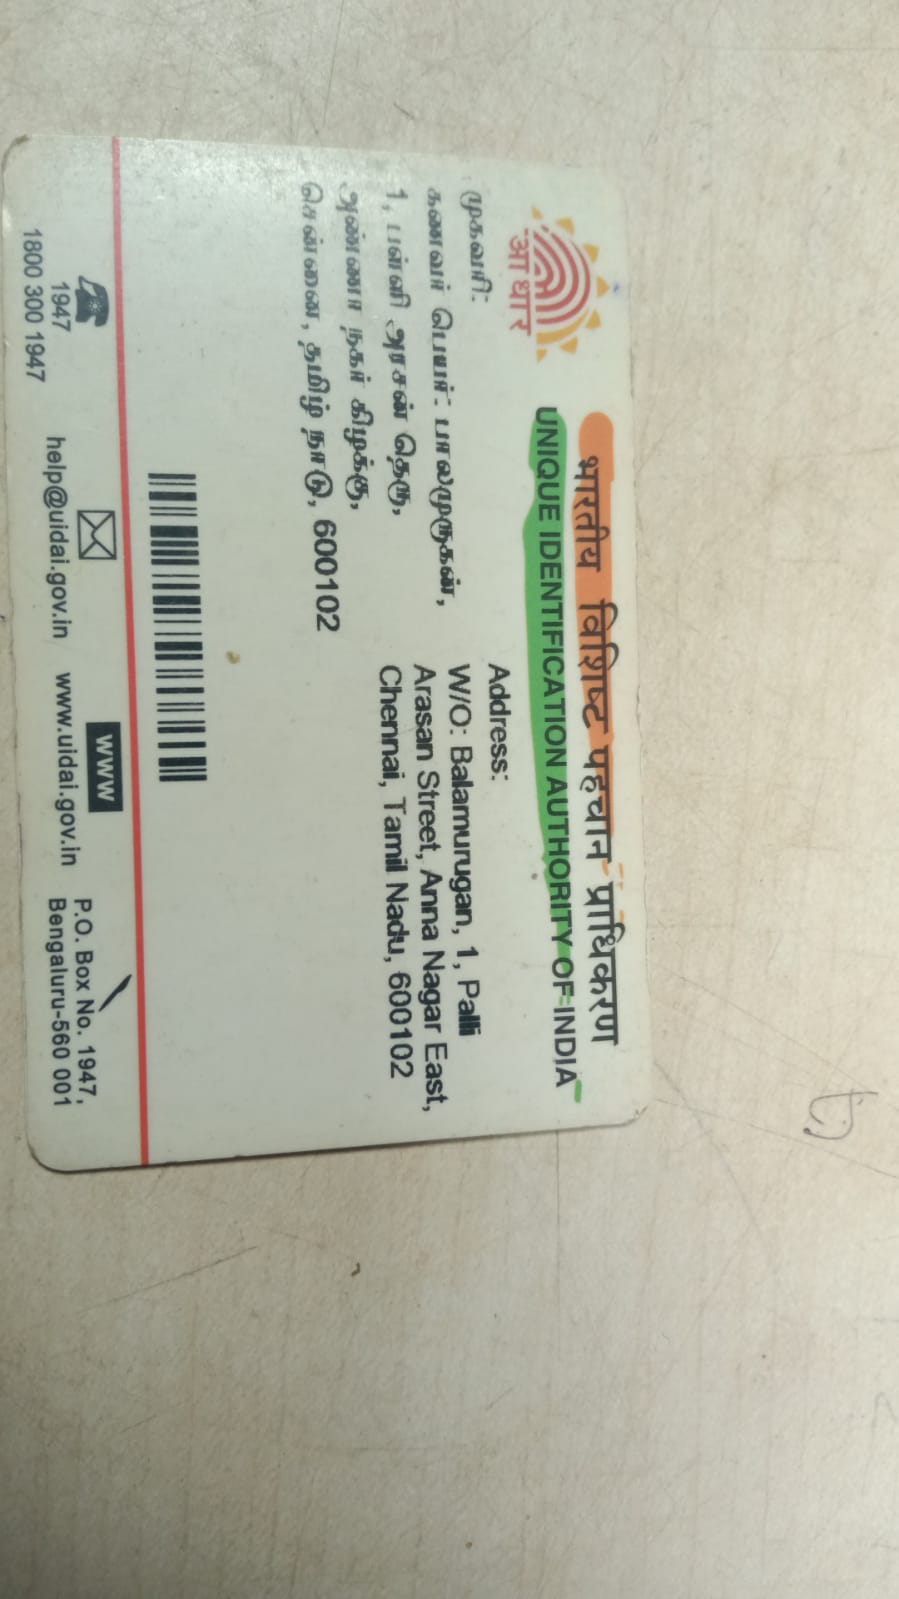 आधार
भारतीय विशिष्ट पहचान प्राधिकरण
UNIQUE IDENTIFICATION AUTHORITY OF INDIA
முகவரி:
கணவர் பெயர்: பாலமுருகன்,
1, பள்ளி அரசன் தெரு,
அண்ணா நகர் கிழக்கு,
சென்னை, தமிழ் நாடு, 600102
Address:
W/O: Balamurugan, 1, Palli
Arasan Street, Anna Nagar East,
Chennai, Tamil Nadu, 600102
1947
1800 300 1947
help@uidai.gov.in
www
www.uidai.gov.in
P.O. Box No. 1947,
Bengaluru-560 001